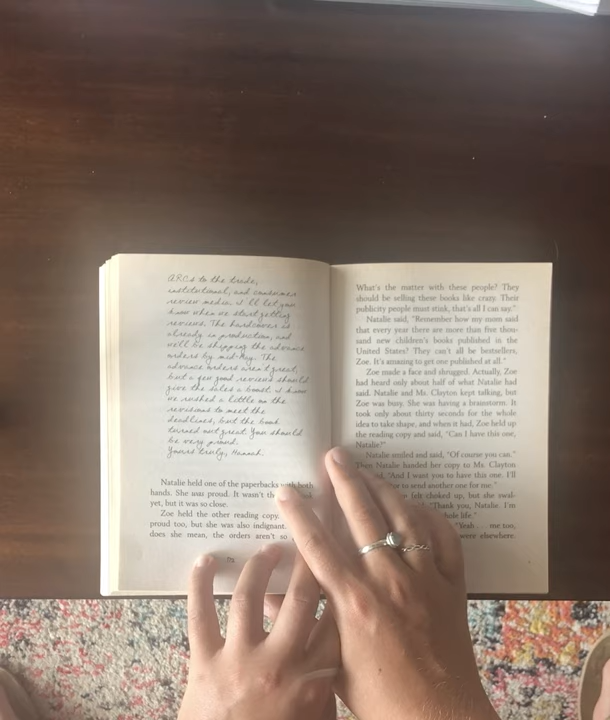 ARCs to the trade,
institutional, and consumer
review media. I'll let you
know when we start getting
reviews. The hardcover is
already in production, and
we'll be shipping the advance
orders by mid-May. The
advance orders aren't great,
but a few good reviews should
give the sales a boost. I know
we rushed a little on the
revisions to meet the
deadlines, but the book
turned out great. You should
be very proud.
Yours truly, Hannah.
Natalie held one of the paperbacks with both
hands. She was proud. It wasn't the
yet, but it was so close.
Zoe held the other reading copy.
proud too, but she was also indignant.
does she mean, the orders aren't so
What's the matter with these people? They
should be selling these books like crazy. Their
publicity people must stink, that's all I can say."
Natalie said, "Remember how my mom said
that every year there are more than five thou-
sand new children's books published in the
United States? They can't all be bestsellers,
Zoe. It's amazing to get one published at all."
Zoe made a face and shrugged. Actually, Zoe
had heard only about half of what Natalie had
said. Natalie and Ms. Clayton kept talking, but
Zoe was busy. She was having a brainstorm. It
took only about thirty seconds for the whole
idea to take shape, and when it had, Zoe held up
the reading copy and said, "Can I have this one,
Natalie?"
Natalie smiled and said, "Of course you can."
Then Natalie handed her copy to Ms. Clayton
"And I want you to have this one. I'll
to send another one for me."
felt choked up, but she swal-
"Thank you, Natalie. I'm
whole life."
"Yeah me too,
were elsewhere.